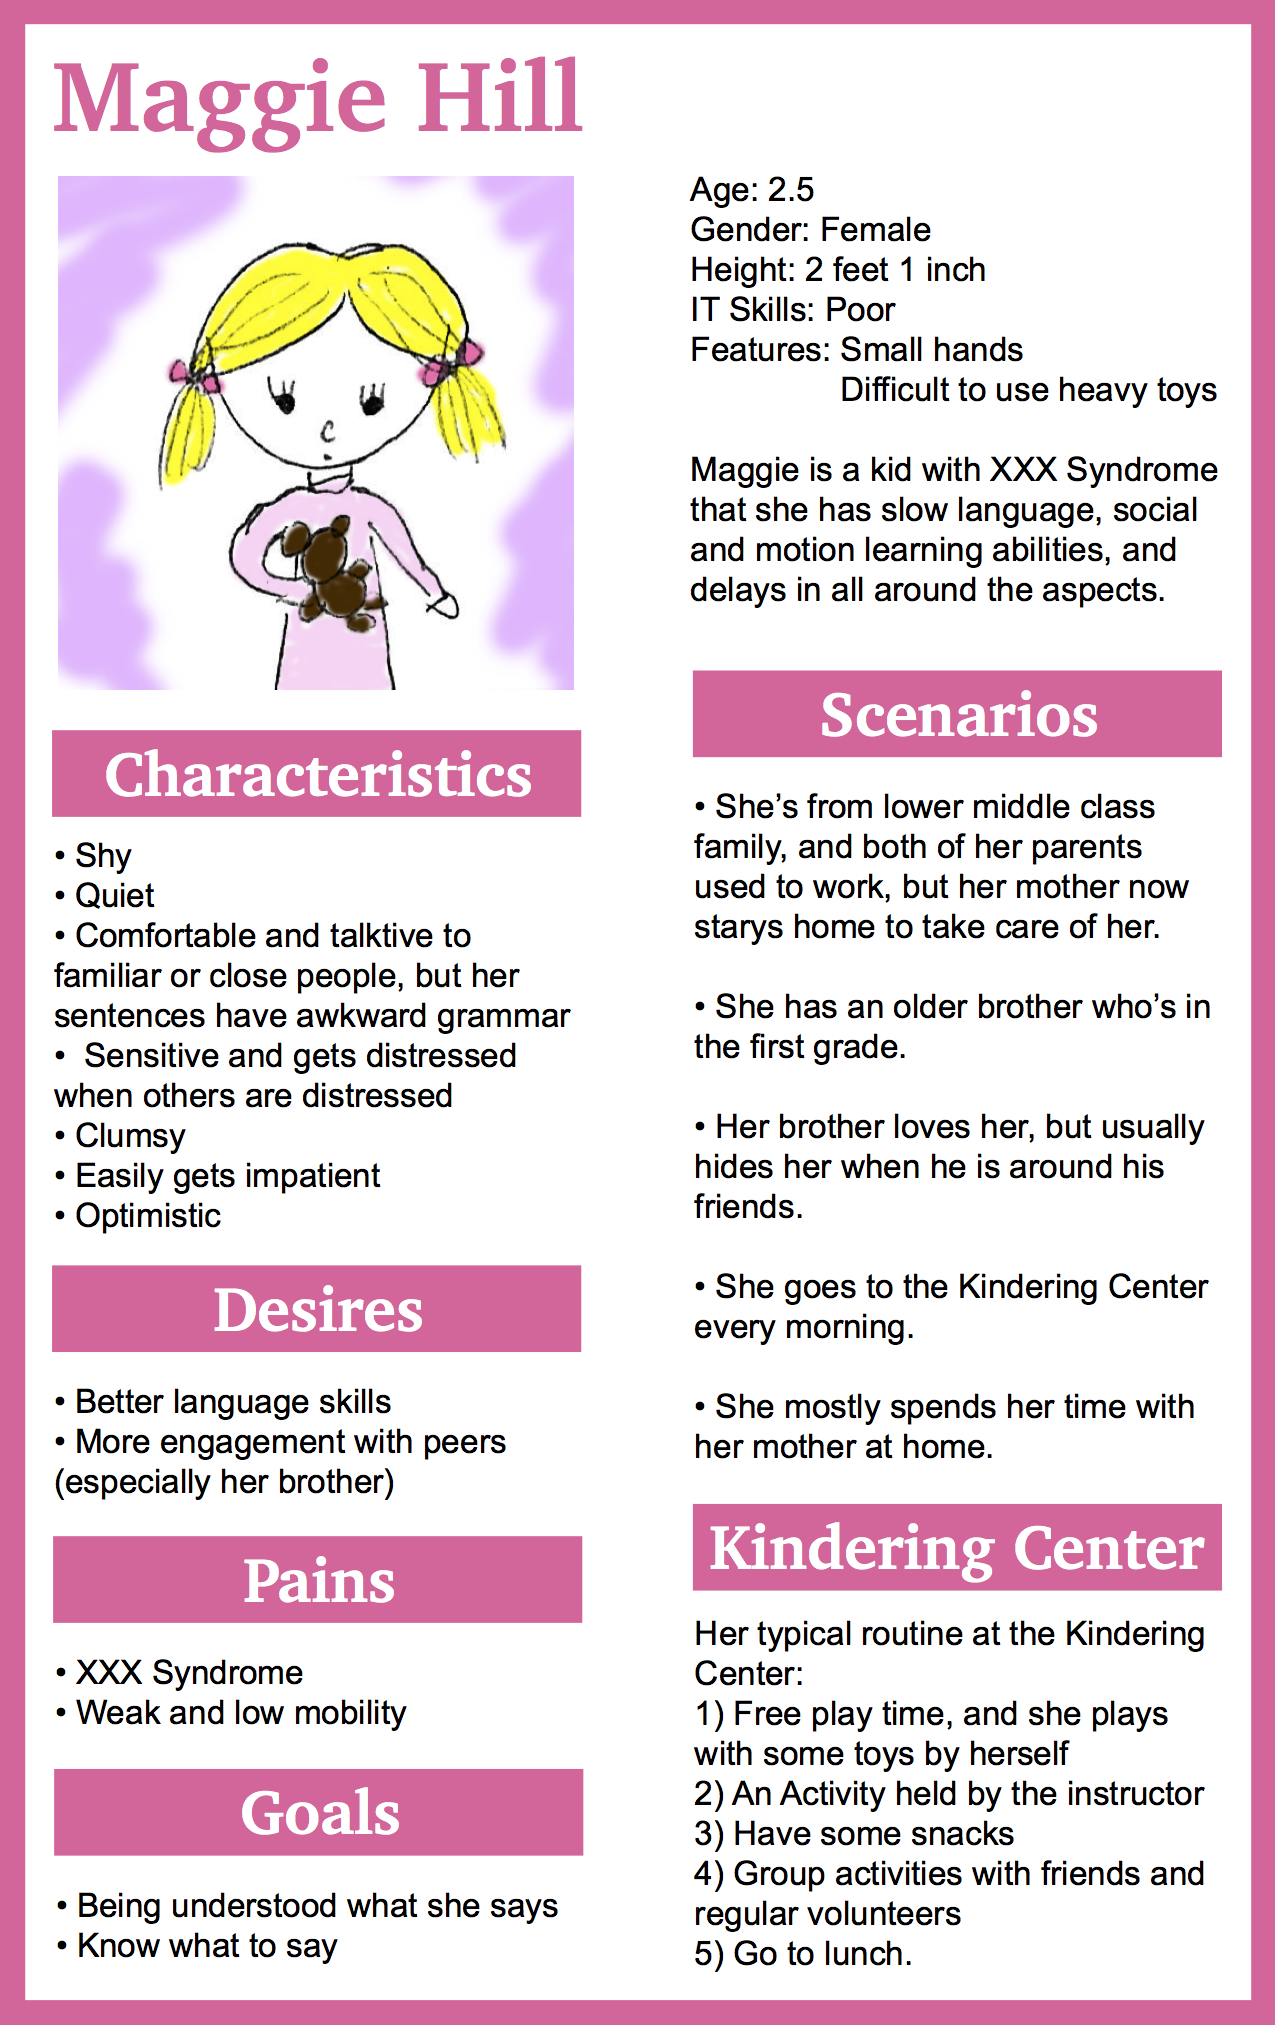 Maggie Hill
Age: 2.5
Gender: Female
Height: 2 feet 1 inch
IT Skills: Poor
Features: Small hands
Difficult to use heavy toys
Maggie is a kid with XXX Syndrome
that she has slow language, social
and motion learning abilities, and
delays in all around the aspects.
Characteristics
• Shy
• Quiet
• Comfortable and talktive to
familiar or close people, but her
sentences have awkward grammar
• Sensitive and gets distressed
when others are distressed
• Clumsy
• Easily gets impatient
• Optimistic
Desires
• Better language skills
• More engagement with peers
(especially her brother)
Pains
• XXX Syndrome
• Weak and low mobility
Goals
• Being understood what she says
• Know what to say
Scenarios
• She’s from lower middle class
family, and both of her parents
used to work, but her mother now
starys home to take care of her.
• She has an older brother who’s in
the first grade.
• Her brother loves her, but usually
hides her when he is around his
friends.
• She goes to the Kindering Center
every morning.
• She mostly spends her time with
her mother at home.
Kindering Center
Her typical routine at the Kindering
Center:
1) Free play time, and she plays
with some toys by herself
2) An Activity held by the instructor
3) Have some snacks
4) Group activities with friends and
regular volunteers
5) Go to lunch.